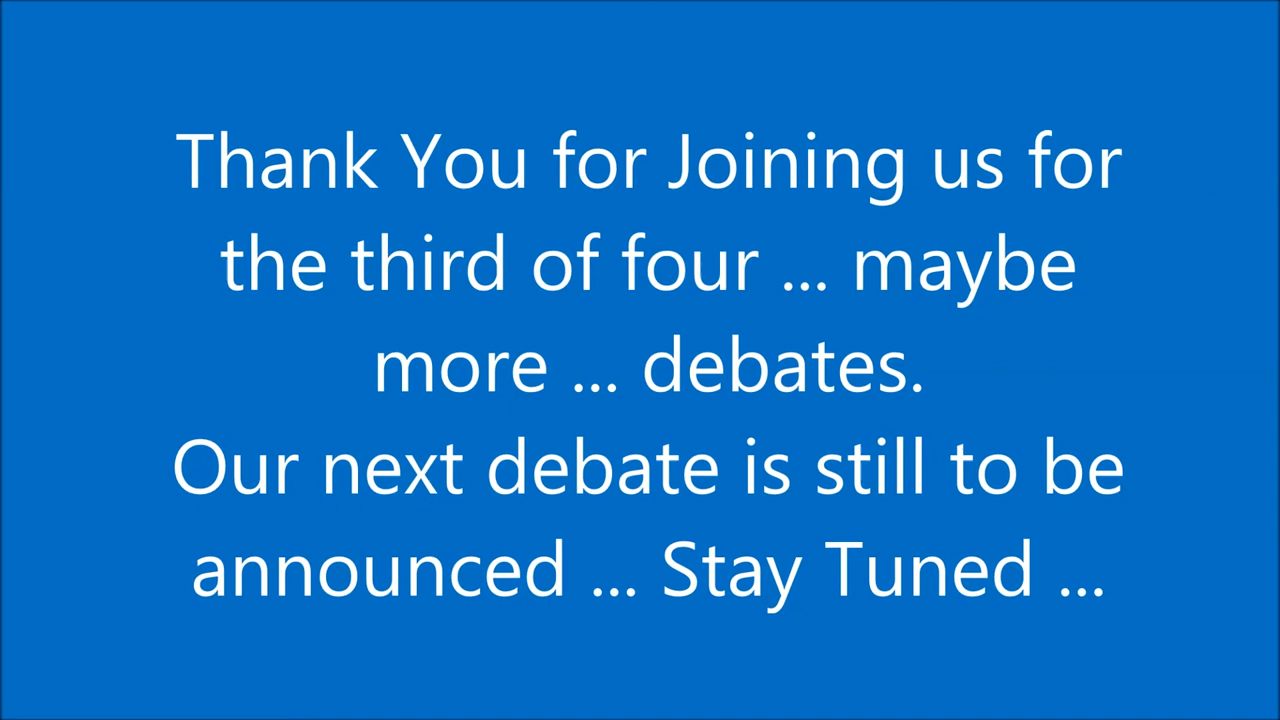 Thank You for Joining us for
the third of four ... maybe
more ... debates.
Our next debate is still to be
announced ... Stay Tuned ...